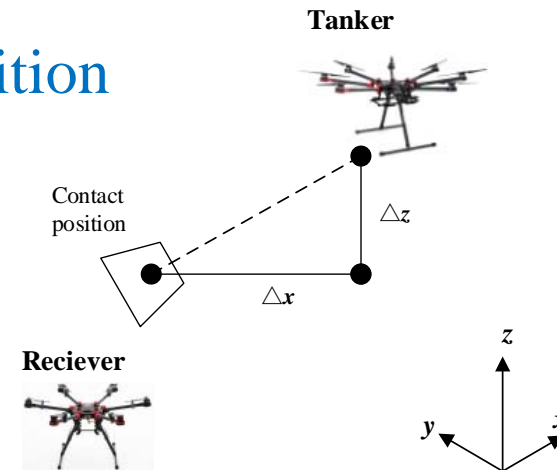 ition
Tanker
Contact
position
△z
△x
Reciever
z
y
x